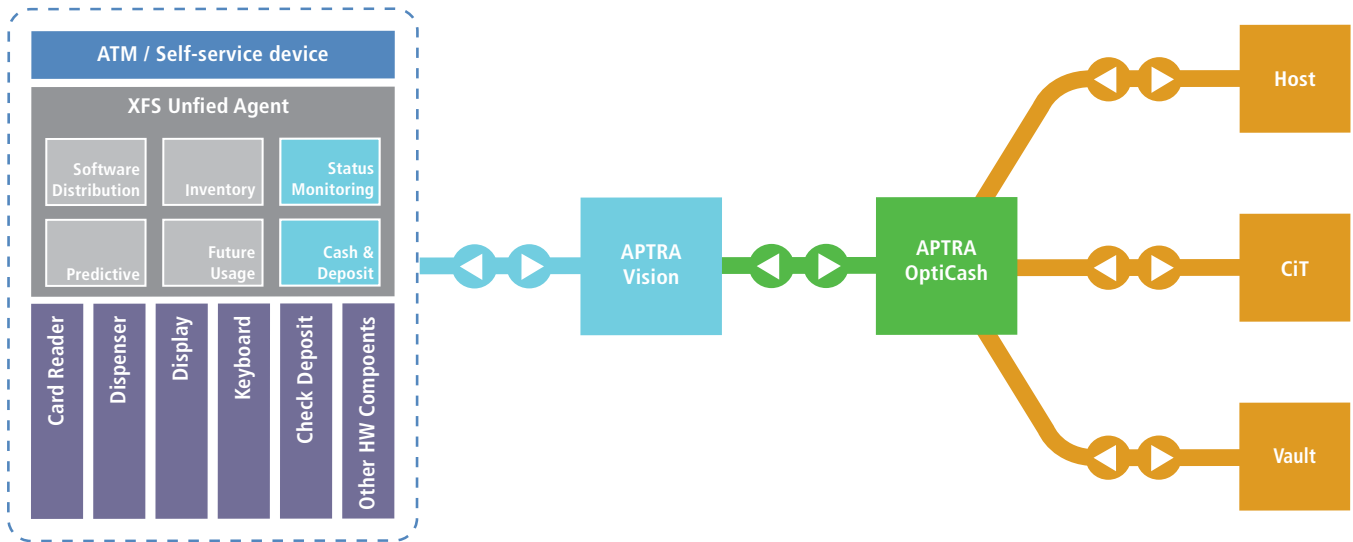 ATM / Self-service device
XFS Unfied Agent
Software
Distribution
Inventory
Status
Monitoring
Predictive
Future
Usage
Cash &
Deposit
Card Reader
Dispenser
Display
Keyboard
Check Deposit
Other HW Compoents
APTRA
Vision
APTRA
OptiCash
Host
CiT
Vault